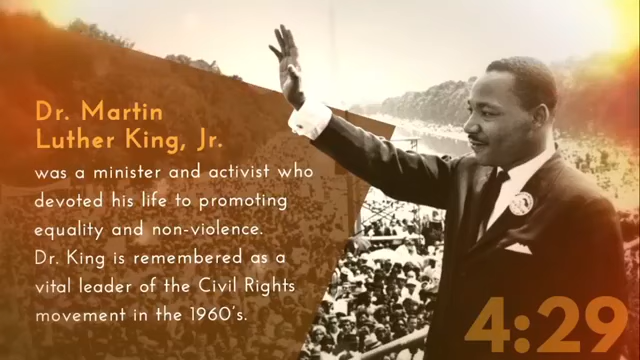 Dr. Martin
Luther King, Jr.
was a minister and activist who
devoted his life to promoting
equality and non-violence.
Dr. King is remembered as a
vital leader of the Civil Rights
movement in the 1960's.
4:29